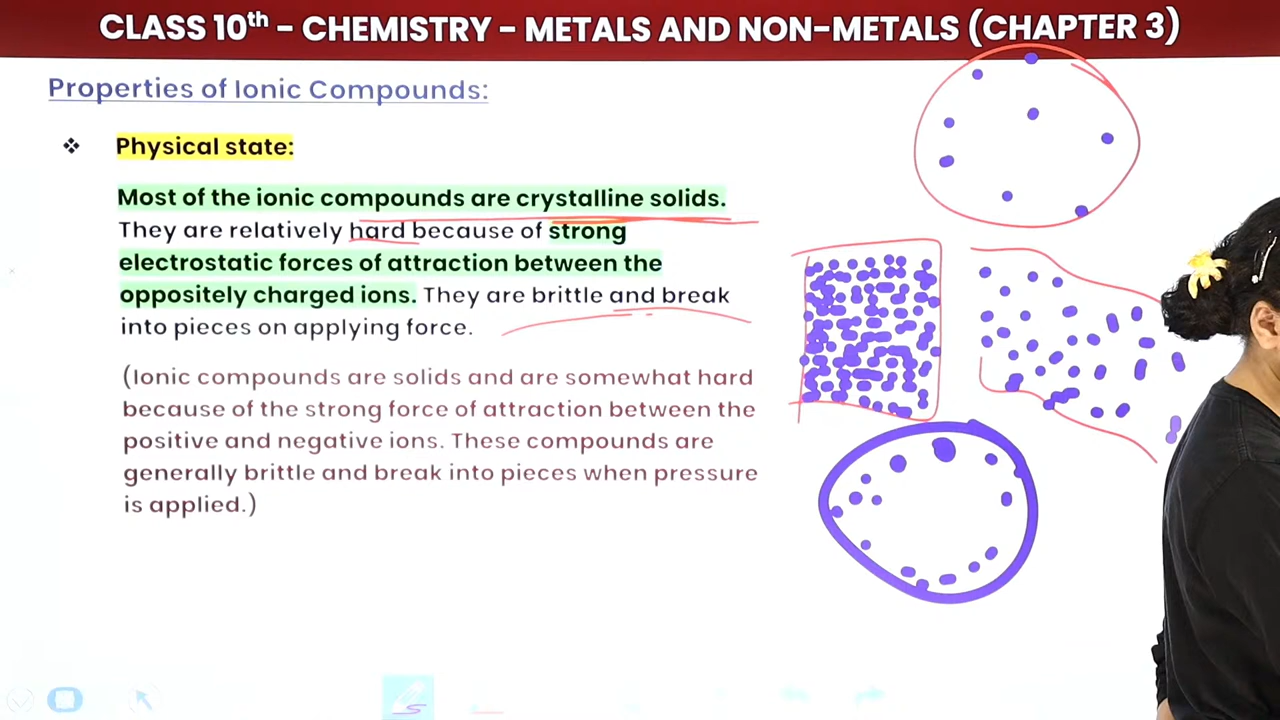 CLASS 10th - CHEMISTRY - METALS AND NON-METALS (CHAPTER 3)
Properties of Ionic Compounds:
❖ Physical state:
Most of the ionic compounds are crystalline solids.
They are relatively hard because of strong
electrostatic forces of attraction between the
oppositely charged ions. They are brittle and break
into pieces on applying force.
(Ionic compounds are solids and are somewhat hard
because of the strong force of attraction between the
positive and negative ions. These compounds are
generally brittle and break into pieces when pressure
is applied.)